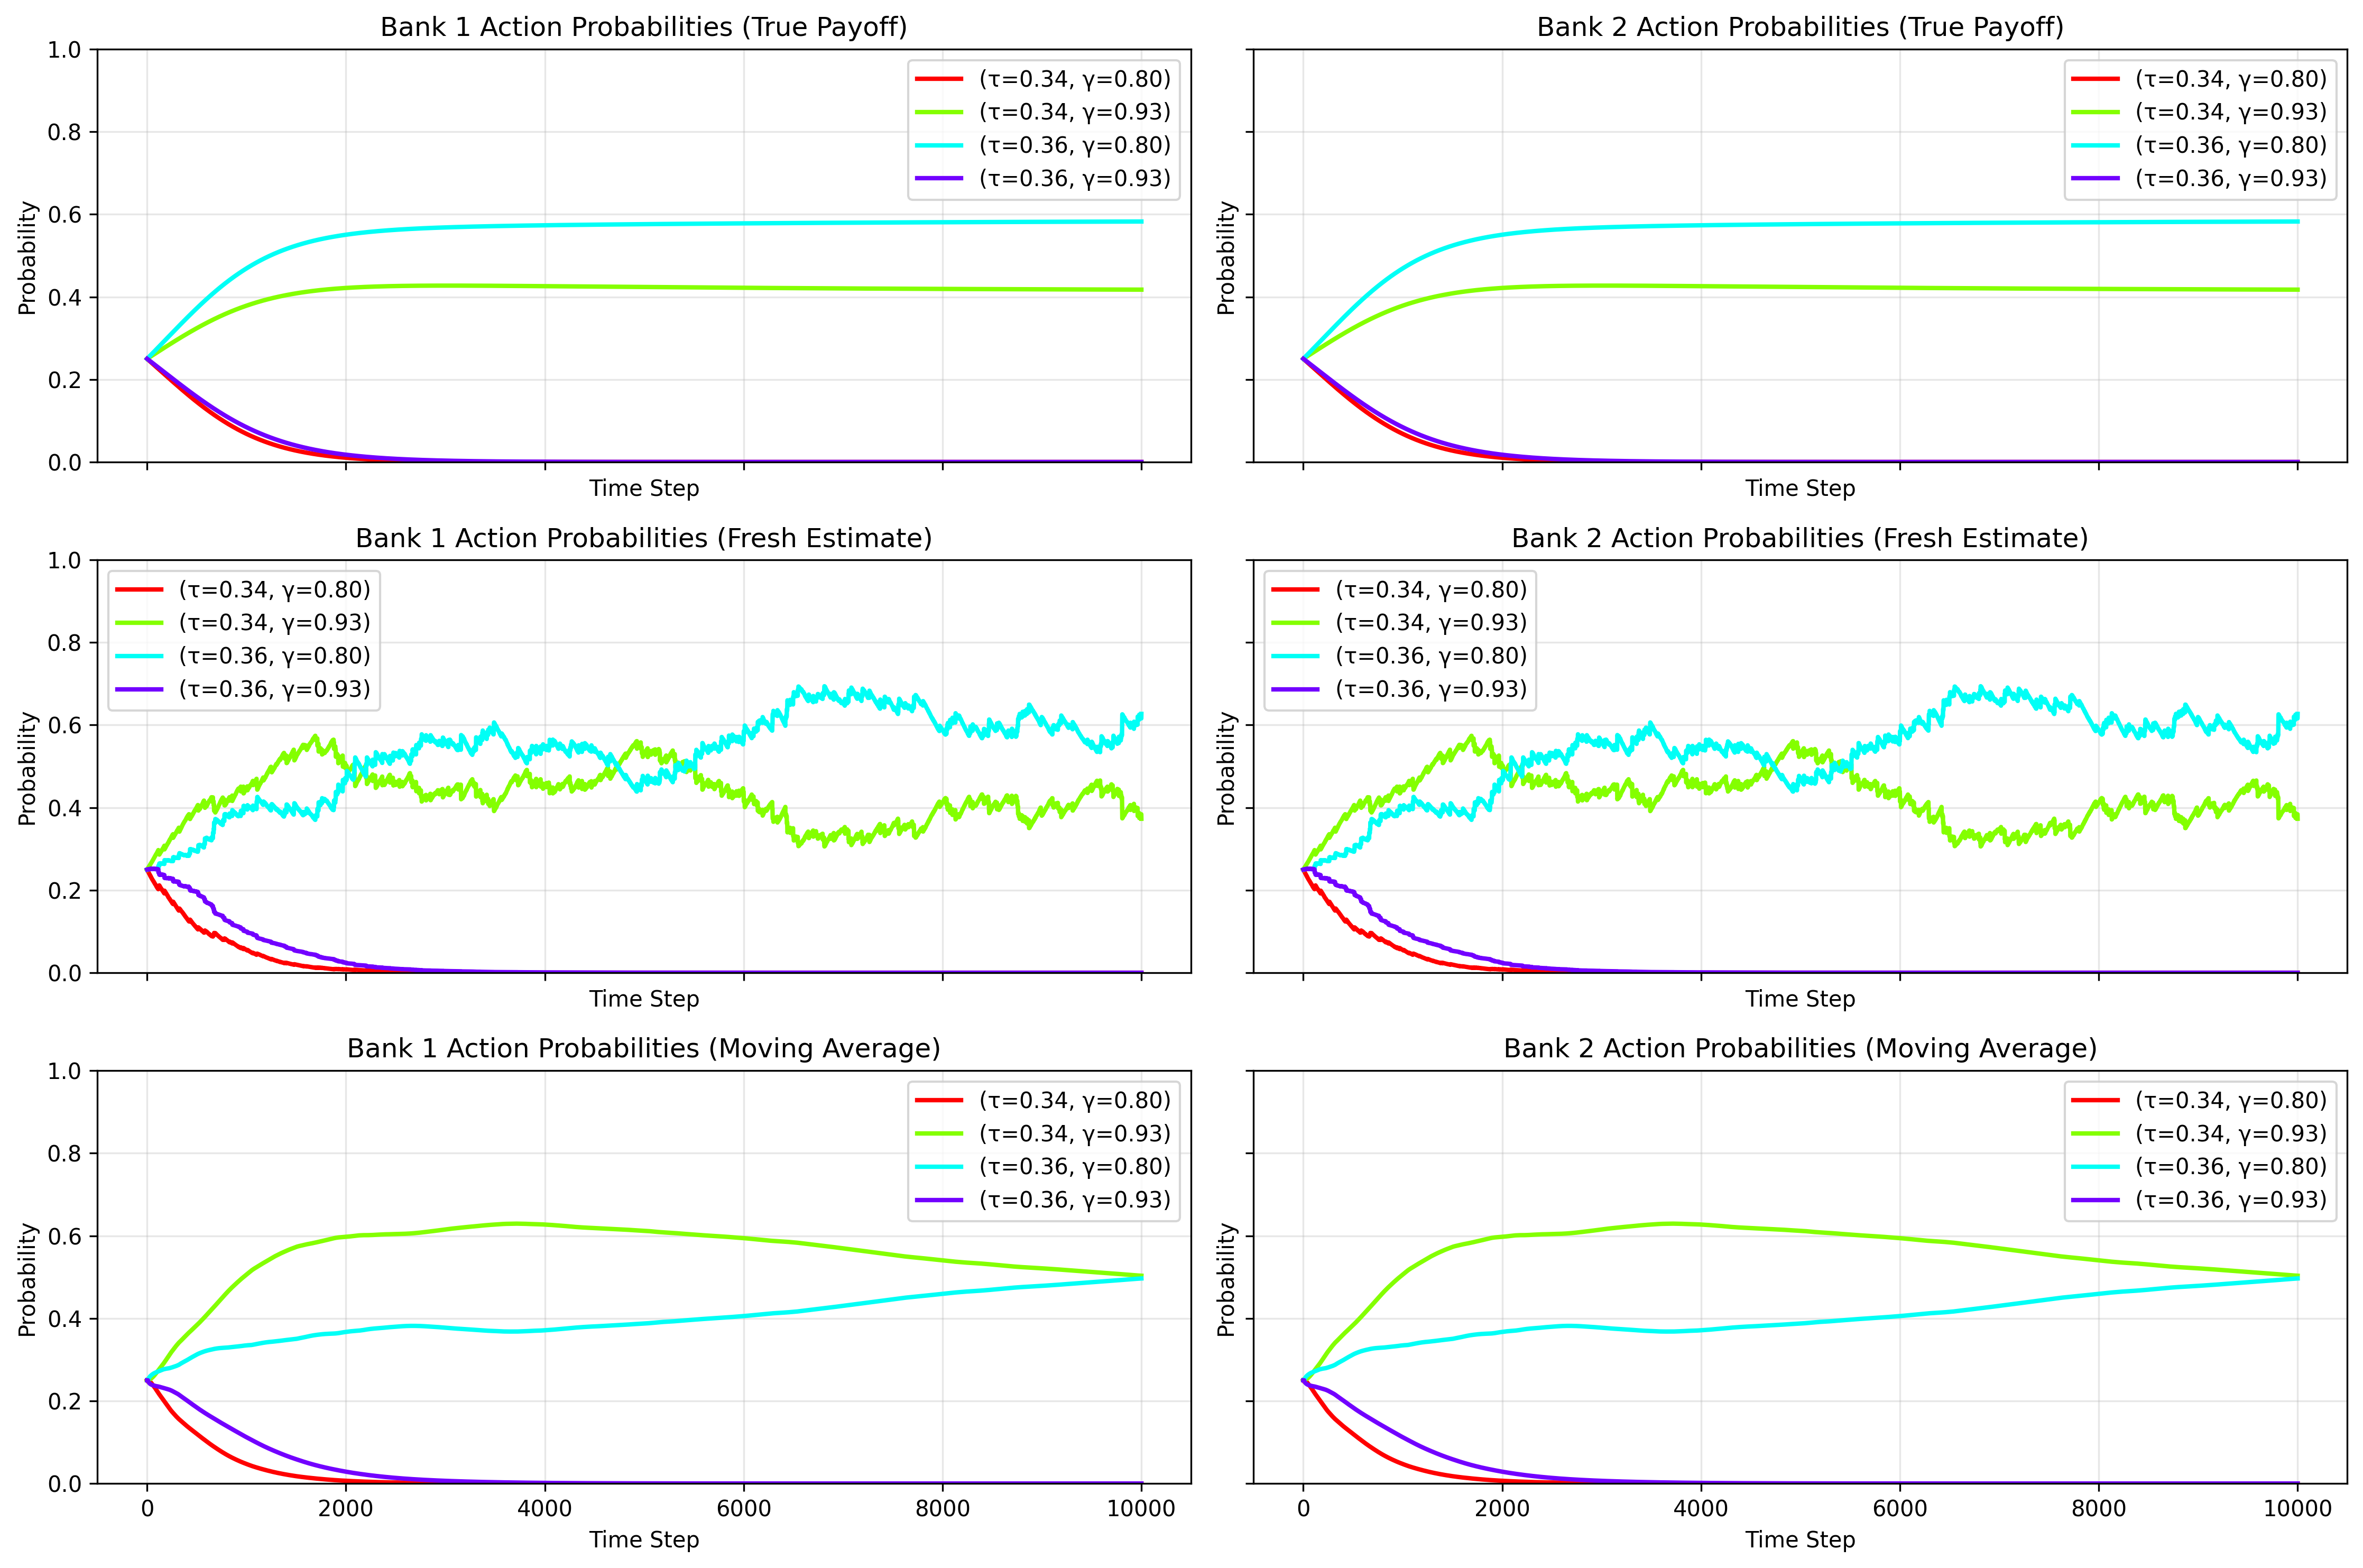 Bank 1 Action Probabilities (True Payoff)
Probability
1.0
0.8
0.6
0.4
0.2
0.0
(τ=0.34, γ=0.80)
(τ=0.34, γ=0.93)
(τ=0.36, γ=0.80)
(τ=0.36, γ=0.93)
Time Step
Bank 2 Action Probabilities (True Payoff)
Probability
(τ=0.34, γ=0.80)
(τ=0.34, γ=0.93)
(τ=0.36, γ=0.80)
(τ=0.36, γ=0.93)
Time Step
Bank 1 Action Probabilities (Fresh Estimate)
Probability
1.0
0.8
0.6
0.4
0.2
0.0
(τ=0.34, γ=0.80)
(τ=0.34, γ=0.93)
(τ=0.36, γ=0.80)
(τ=0.36, γ=0.93)
Time Step
Bank 2 Action Probabilities (Fresh Estimate)
Probability
(τ=0.34, γ=0.80)
(τ=0.34, γ=0.93)
(τ=0.36, γ=0.80)
(τ=0.36, γ=0.93)
Time Step
Bank 1 Action Probabilities (Moving Average)
Probability
1.0
0.8
0.6
0.4
0.2
0.0
(τ=0.34, γ=0.80)
(τ=0.34, γ=0.93)
(τ=0.36, γ=0.80)
(τ=0.36, γ=0.93)
0 2000 4000 6000 8000 10000
Time Step
Bank 2 Action Probabilities (Moving Average)
Probability
(τ=0.34, γ=0.80)
(τ=0.34, γ=0.93)
(τ=0.36, γ=0.80)
(τ=0.36, γ=0.93)
0 2000 4000 6000 8000 10000
Time Step